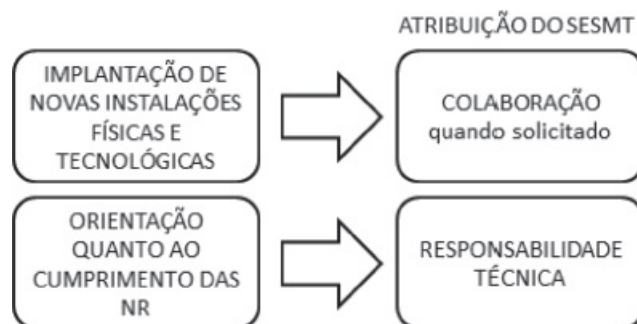 ATRIBUIÇÃO DO SESMT
IMPLANTAÇÃO DE
NOVAS INSTALAÇÕES
FÍSICAS E
TECNOLÓGICAS
COLABORAÇÃO
quando solicitado
ORIENTAÇÃO
QUANTO AO
CUMPRIMENTO DAS
NR
RESPONSABILIDADE
TÉCNICA